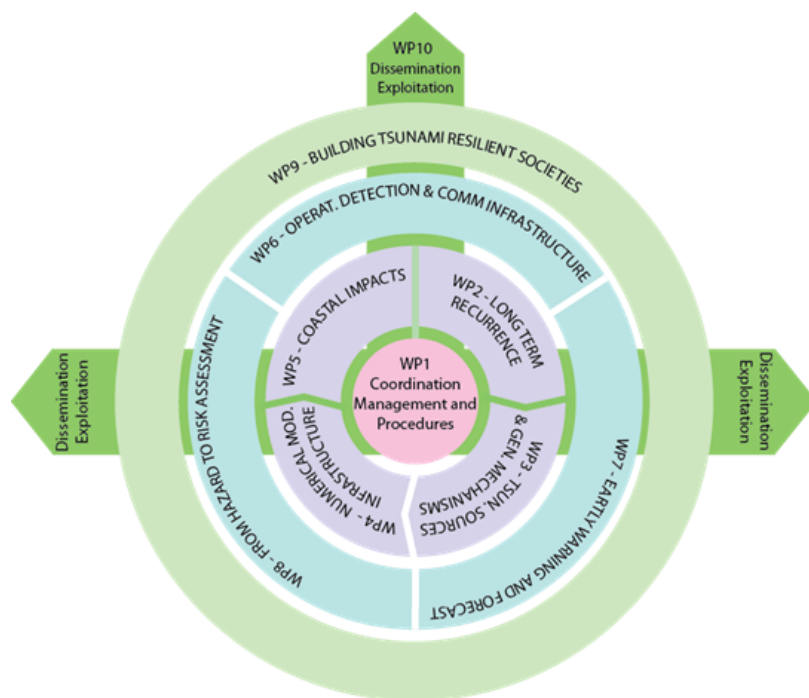 WP10
Dissemination
Exploitation
WP9 - BUILDING TSUNAMI RESILIENT SOCIETIES
WP6 - OPERAT. DETECTION & COMM INFRASTRUCTURE
WP5 - COASTAL IMPACTS
WP2 - LONG TERM
RECURRENCE
WP1
Coordination
Management and
Procedures
Dissemination
Exploitation
Dissemination
Exploitation
WP8 - FROM HAZARD TO RISK ASSESSMENT
WP4 - NUMERICAL MOD.
INFRASTRUCTURE
WP3 - TSUN. SOURCES
& GEN. MECHANISMS
WP7 - EARTLY WARNING AND FORECAST